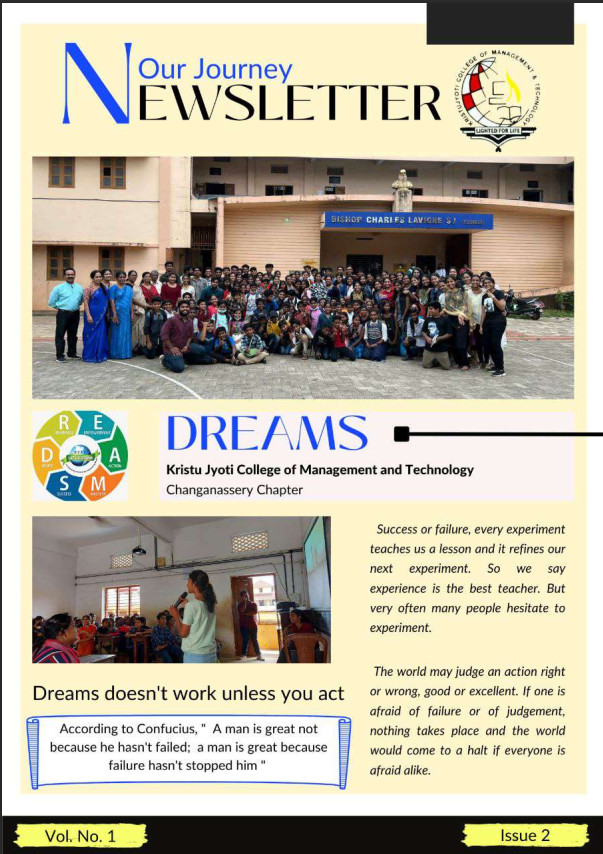 Our Journey
NEWSLETTER
KRISTU JYOTI COLLEGE OF MANAGEMENT & TECHNOLOGY
LIGHTED FOR LIFE
BISHOP CHARLES LAVIGNE SJ
R E
EMPOWERMENT
D A
ACTION
S M
SUCCESS
DREAMS
Kristu Jyoti College of Management and Technology
Changanassery Chapter
Success or failure, every experiment
teaches us a lesson and it refines our
next experiment. So we say
experience is the best teacher. But
very often many people hesitate to
experiment.
The world may judge an action right
or wrong, good or excellent. If one is
afraid of failure or of judgement,
nothing takes place and the world
would come to a halt if everyone is
afraid alike.
Dreams doesn't work unless you act
According to Confucius, " A man is great not
because he hasn't failed; a man is great because
failure hasn't stopped him "
Vol. No. 1
Issue 2